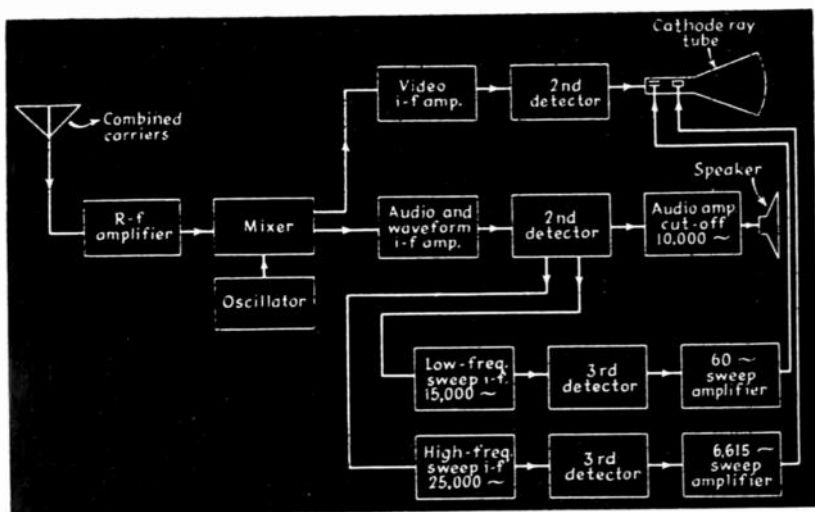 Cathode ray
tube
Combined
carriers
Video
i-f amp.
2nd
detector
R-f
amplifier
Mixer
Audio and
waveform
i-f amp.
2nd
detector
Audio amp
cut-off
10,000 ~
Speaker
Oscillator
Low-freq.
sweep i-f.
15,000 ~
3rd
detector
60 ~
sweep
amplifier
High-freq.
sweep i-f
25,000 ~
3rd
detector
6,615 ~
sweep
amplifier